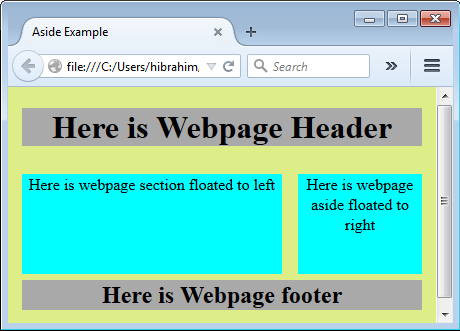 Aside Example
file:///C:/Users/hibrahim,
Search
Here is Webpage Header
Here is webpage section floated to left
Here is webpage
aside floated to
right
Here is Webpage footer